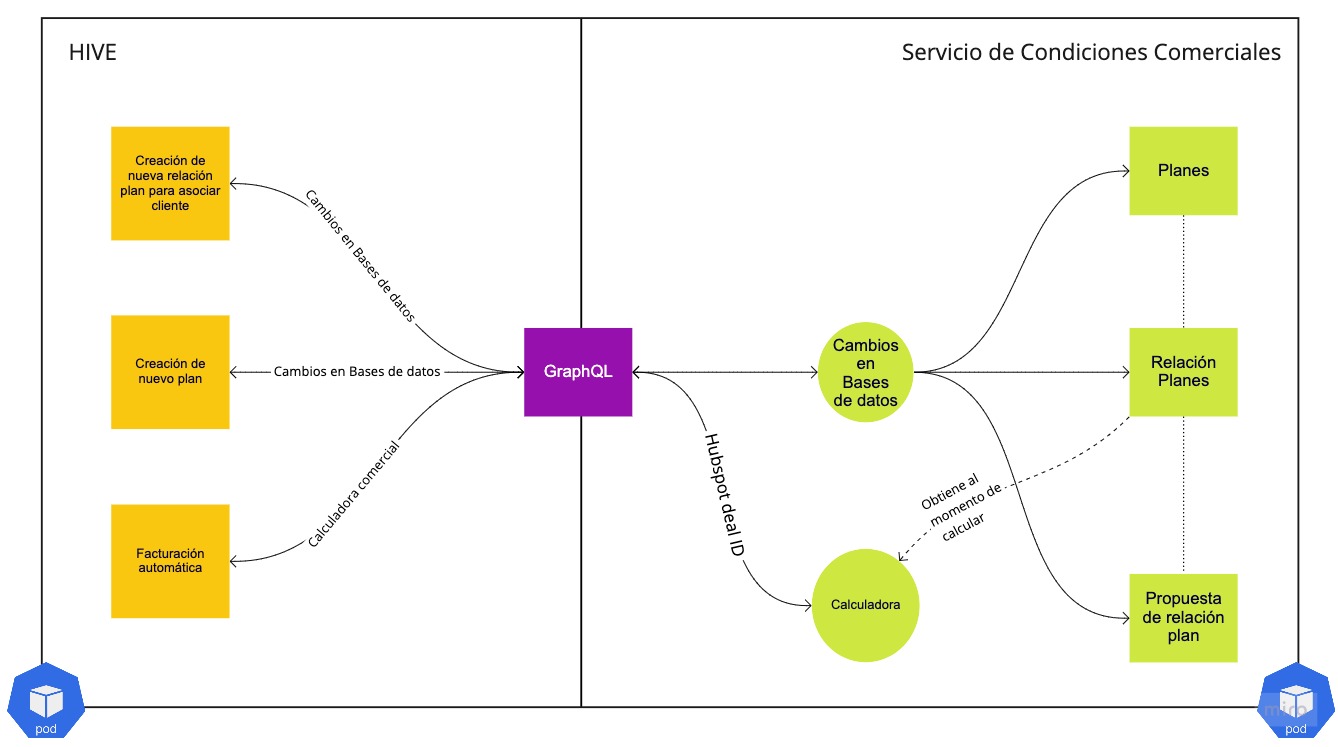 HIVE
Servicio de Condiciones Comerciales
Creación de
nueva relación
plan para asociar
cliente
Cambios en Bases de datos
Planes
Creación de
nuevo plan
Cambios en Bases de datos
GraphQL
Cambios
en
Bases
de datos
Relación
Planes
Calculadora comercial
Hubspot deal ID
Obtiene al
momento de
calcular
Facturación
automática
Calculadora
Propuesta
de relación
plan
pod
miro
pod